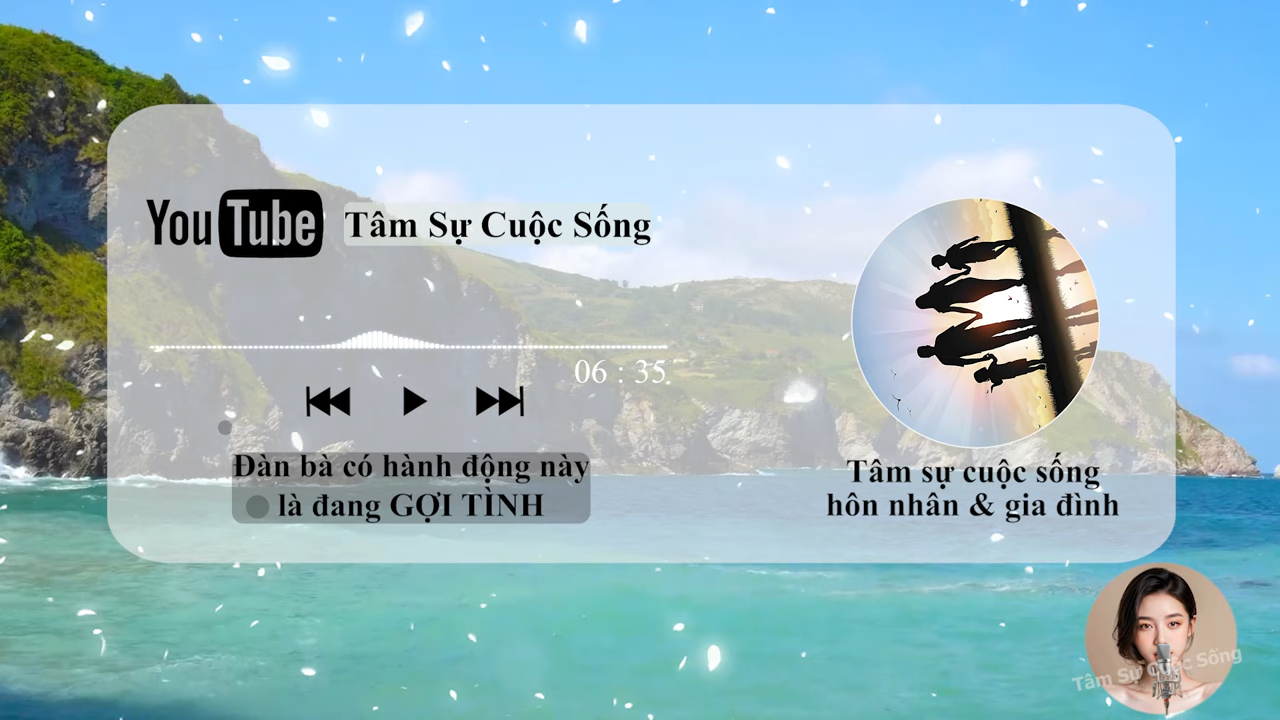 YouTube
Tâm Sự Cuộc Sống
06 : 35
Đàn bà có hành động này
là đang GỢI TÌNH
Tâm sự cuộc sống
hôn nhân & gia đình
Tâm Sự Cuộc Sống